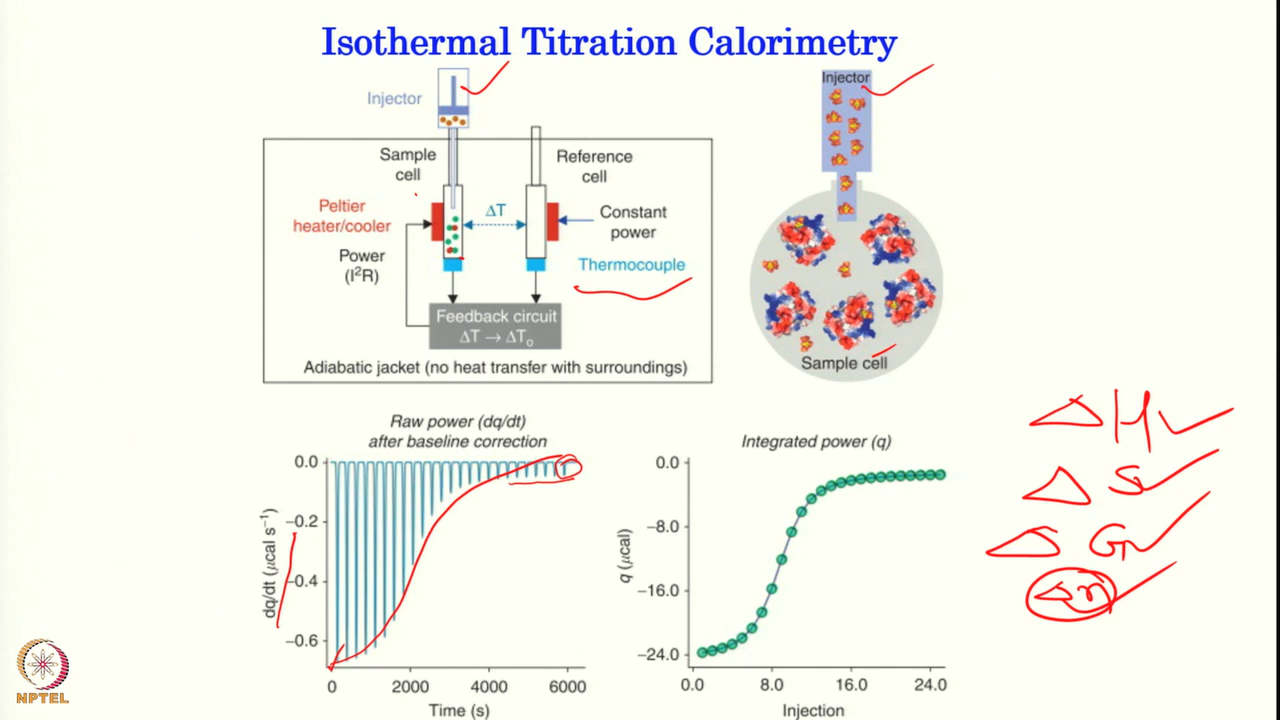 Isothermal Titration Calorimetry
Injector
Sample
cell
Reference
cell
Peltier
heater/cooler
ΔT
Constant
power
Power
(I²R)
Thermocouple
Feedback circuit
ΔT → ΔT₀
Adiabatic jacket (no heat transfer with surroundings)
Injector
Sample cell
Raw power (dq/dt)
after baseline correction
0.0
−0.2
−0.4
−0.6
dq/dt (μcal s⁻¹)
0 2000 4000 6000
Time (s)
Integrated power (q)
0.0
−8.0
−16.0
−24.0
q (μcal)
0.0 8.0 16.0 24.0
Injection
ΔH
ΔS
ΔG
NPTEL